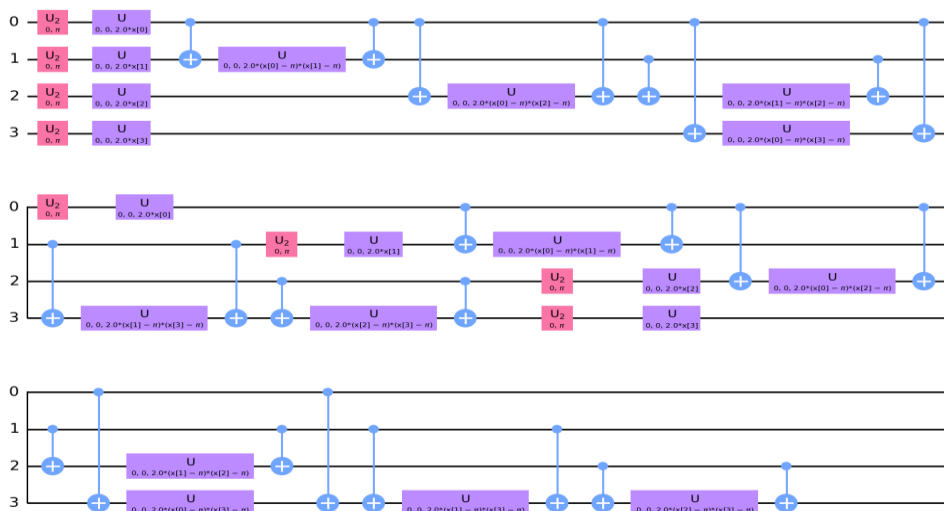 0 U₂ 0, π U 0, 0, 2.0*x[0]
1 U₂ 0, π U 0, 0, 2.0*x[1] U 0, 0, 2.0*(x[0] − π)*(x[1] − π)
2 U₂ 0, π U 0, 0, 2.0*x[2] U 0, 0, 2.0*(x[0] − π)*(x[2] − π) U 0, 0, 2.0*(x[1] − π)*(x[2] − π)
3 U₂ 0, π U 0, 0, 2.0*x[3] U 0, 0, 2.0*(x[0] − π)*(x[3] − π)
0 U₂ 0, π U 0, 0, 2.0*x[0]
1 U₂ 0, π U 0, 0, 2.0*x[1] U 0, 0, 2.0*(x[0] − π)*(x[1] − π)
2 U₂ 0, π U 0, 0, 2.0*x[2] U 0, 0, 2.0*(x[0] − π)*(x[2] − π)
3 U 0, 0, 2.0*(x[1] − π)*(x[3] − π) U 0, 0, 2.0*(x[2] − π)*(x[3] − π) U₂ 0, π U 0, 0, 2.0*x[3]
0
1
2 U 0, 0, 2.0*(x[1] − π)*(x[2] − π)
3 U 0, 0, 2.0*(x[0] − π)*(x[3] − π) U 0, 0, 2.0*(x[1] − π)*(x[3] − π) U 0, 0, 2.0*(x[2] − π)*(x[3] − π)